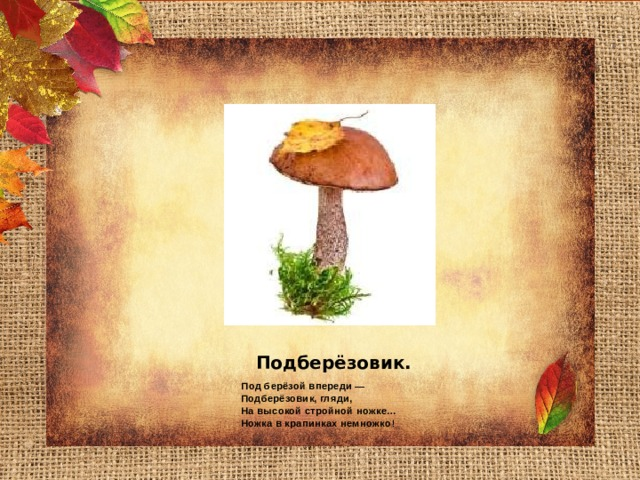 Подберёзовик.
Под берёзой впереди —
Подберёзовик, гляди,
На высокой стройной ножке…
Ножка в крапинках немножко!